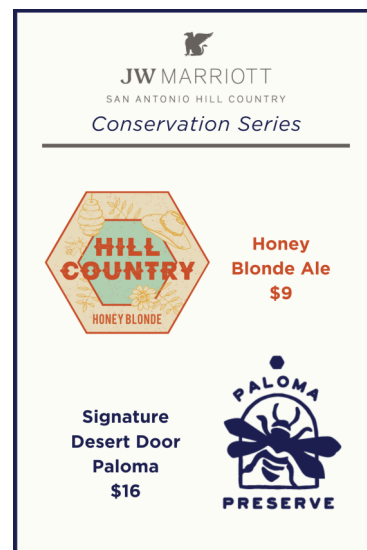 JW MARRIOTT
SAN ANTONIO HILL COUNTRY
Conservation Series
HILL
COUNTRY
HONEY BLONDE
Honey
Blonde Ale
$9
Signature
Desert Door
Paloma
$16
PALOMA
PRESERVE